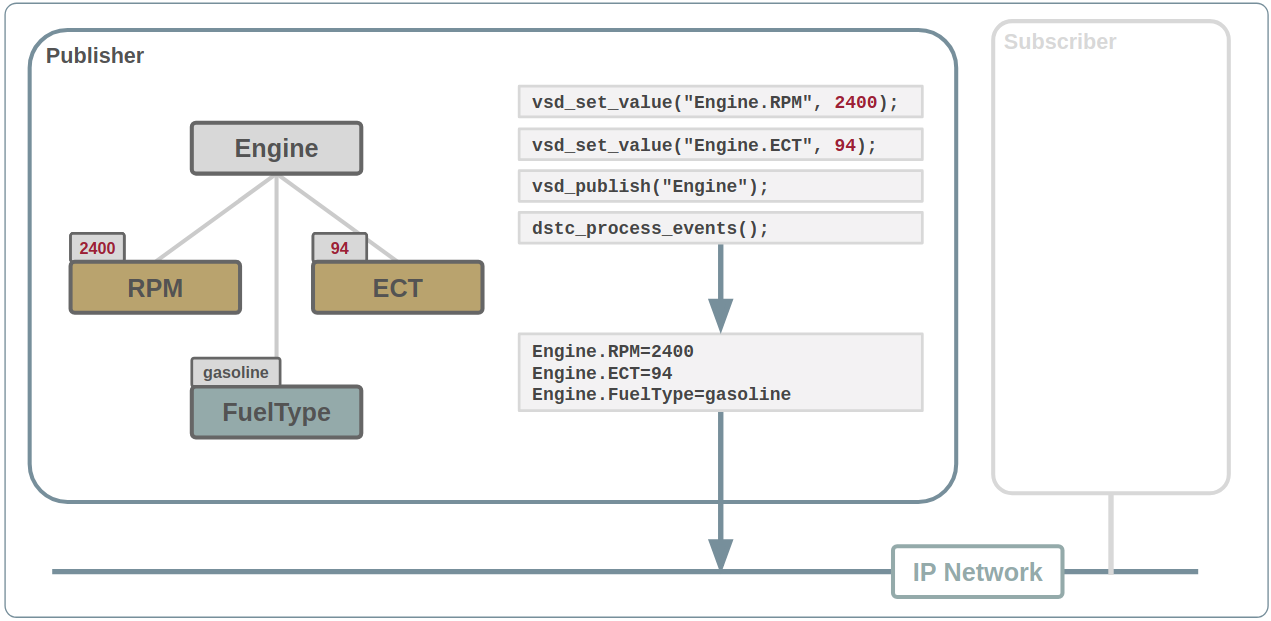 Publisher
Engine
2400
RPM
94
ECT
gasoline
FuelType
vsd_set_value("Engine.RPM", 2400);
vsd_set_value("Engine.ECT", 94);
vsd_publish("Engine");
dstc_process_events();
Engine.RPM=2400
Engine.ECT=94
Engine.FuelType=gasoline
Subscriber
IP Network